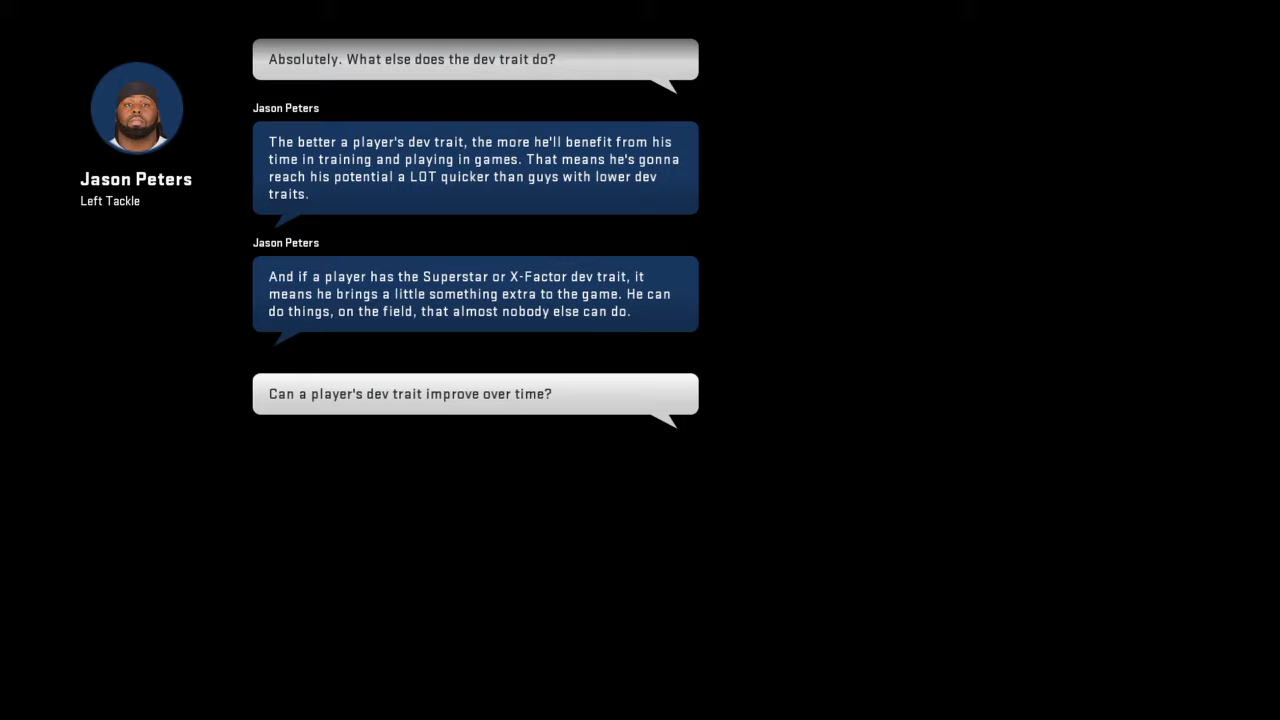 Absolutely. What else does the dev trait do?
Jason Peters
Left Tackle
Jason Peters
The better a player's dev trait, the more he'll benefit from his
time in training and playing in games. That means he's gonna
reach his potential a LOT quicker than guys with lower dev
traits.
Jason Peters
And if a player has the Superstar or X-Factor dev trait, it
means he brings a little something extra to the game. He can
do things, on the field, that almost nobody else can do.
Can a player's dev trait improve over time?